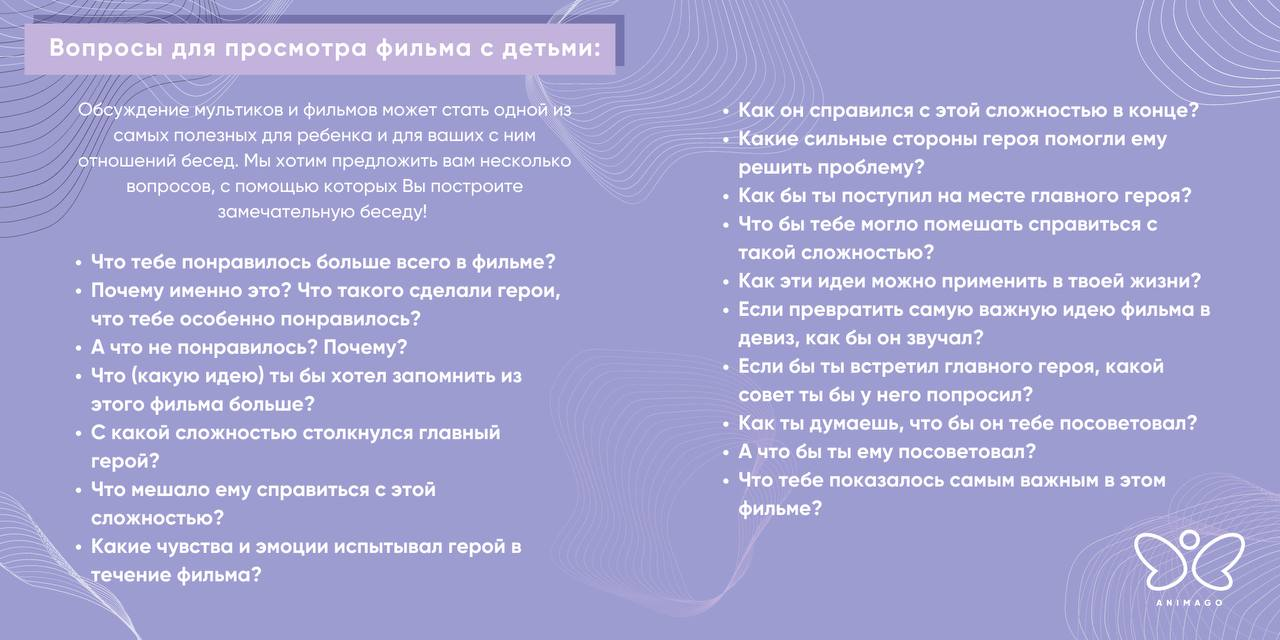 Вопросы для просмотра фильма с детьми:
Обсуждение мультиков и фильмов может стать одной из
самых полезных для ребенка и для ваших с ним
отношений бесед. Мы хотим предложить вам несколько
вопросов, с помощью которых Вы построите
замечательную беседу!
• Что тебе понравилось больше всего в фильме?
• Почему именно это? Что такого сделали герои,
что тебе особенно понравилось?
• А что не понравилось? Почему?
• Что (какую идею) ты бы хотел запомнить из
этого фильма больше?
• С какой сложностью столкнулся главный
герой?
• Что мешало ему справиться с этой
сложностью?
• Какие чувства и эмоции испытывал герой в
течение фильма?
• Как он справился с этой сложностью в конце?
• Какие сильные стороны героя помогли ему
решить проблему?
• Как бы ты поступил на месте главного героя?
• Что бы тебе могло помешать справиться с
такой сложностью?
• Как эти идеи можно применить в твоей жизни?
• Если превратить самую важную идею фильма в
девиз, как бы он звучал?
• Если бы ты встретил главного героя, какой
совет ты бы у него попросил?
• Как ты думаешь, что бы он тебе посоветовал?
• А что бы ты ему посоветовал?
• Что тебе показалось самым важным в этом
фильме?
ANIMAGO